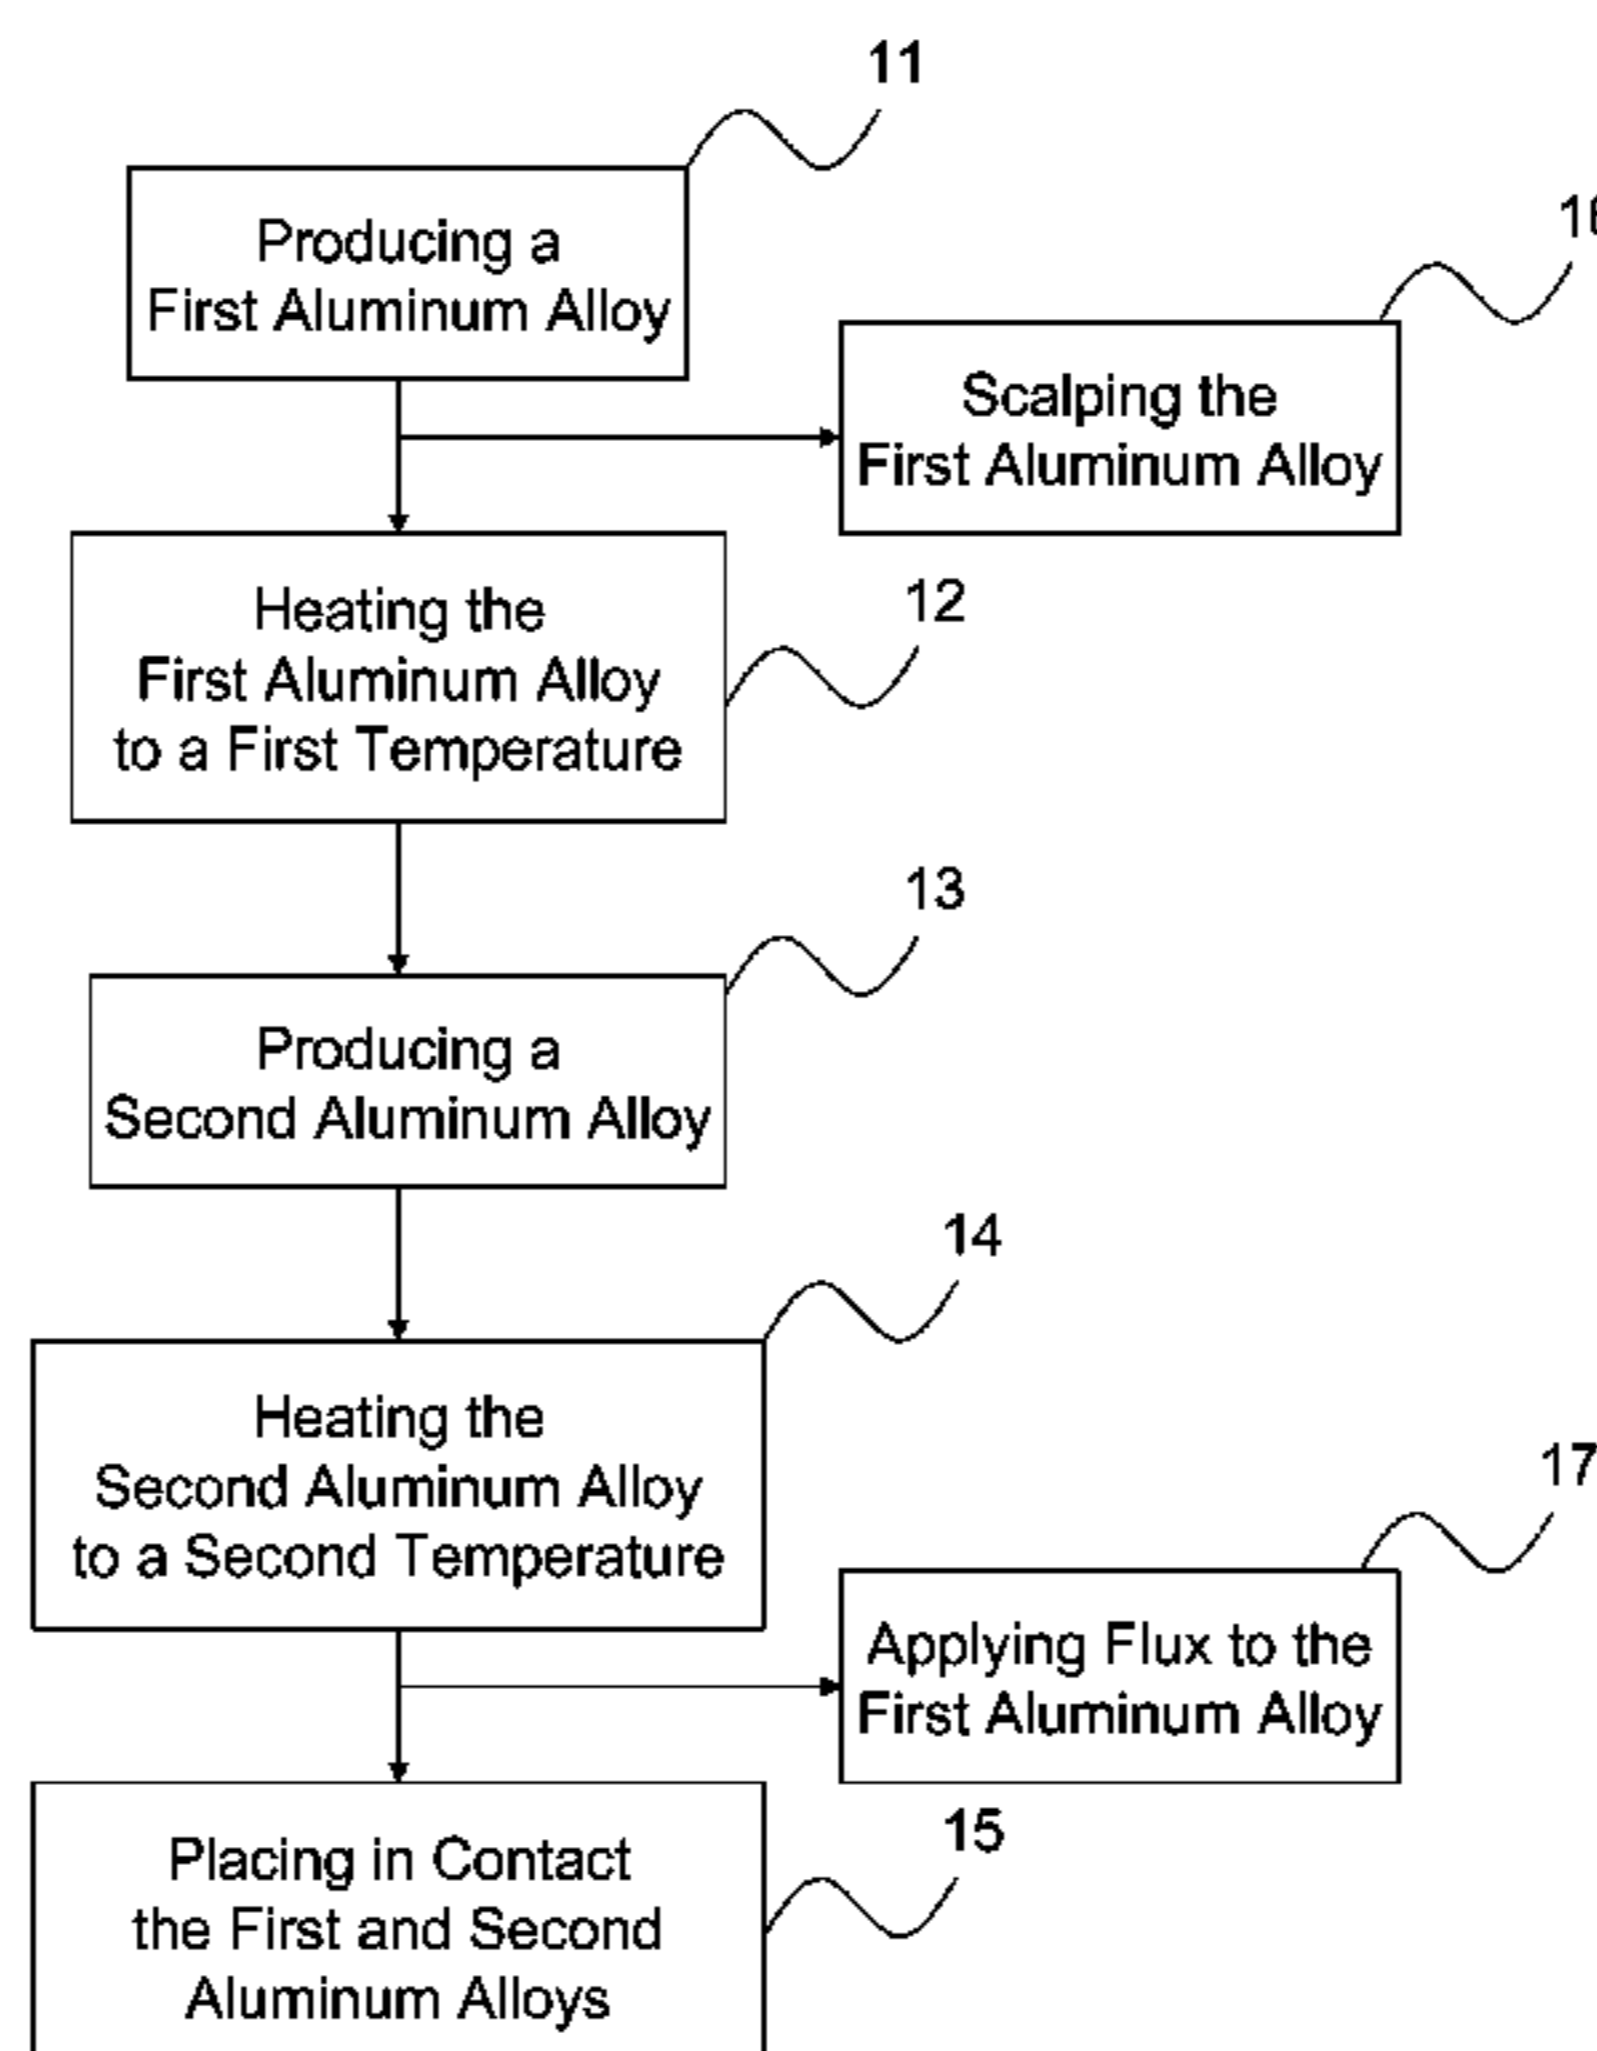 11
Producing a
First Aluminum Alloy
16
Scalping the
First Aluminum Alloy
12
Heating the
First Aluminum Alloy
to a First Temperature
13
Producing a
Second Aluminum Alloy
14
Heating the
Second Aluminum Alloy
to a Second Temperature
17
Applying Flux to the
First Aluminum Alloy
15
Placing in Contact
the First and Second
Aluminum Alloys